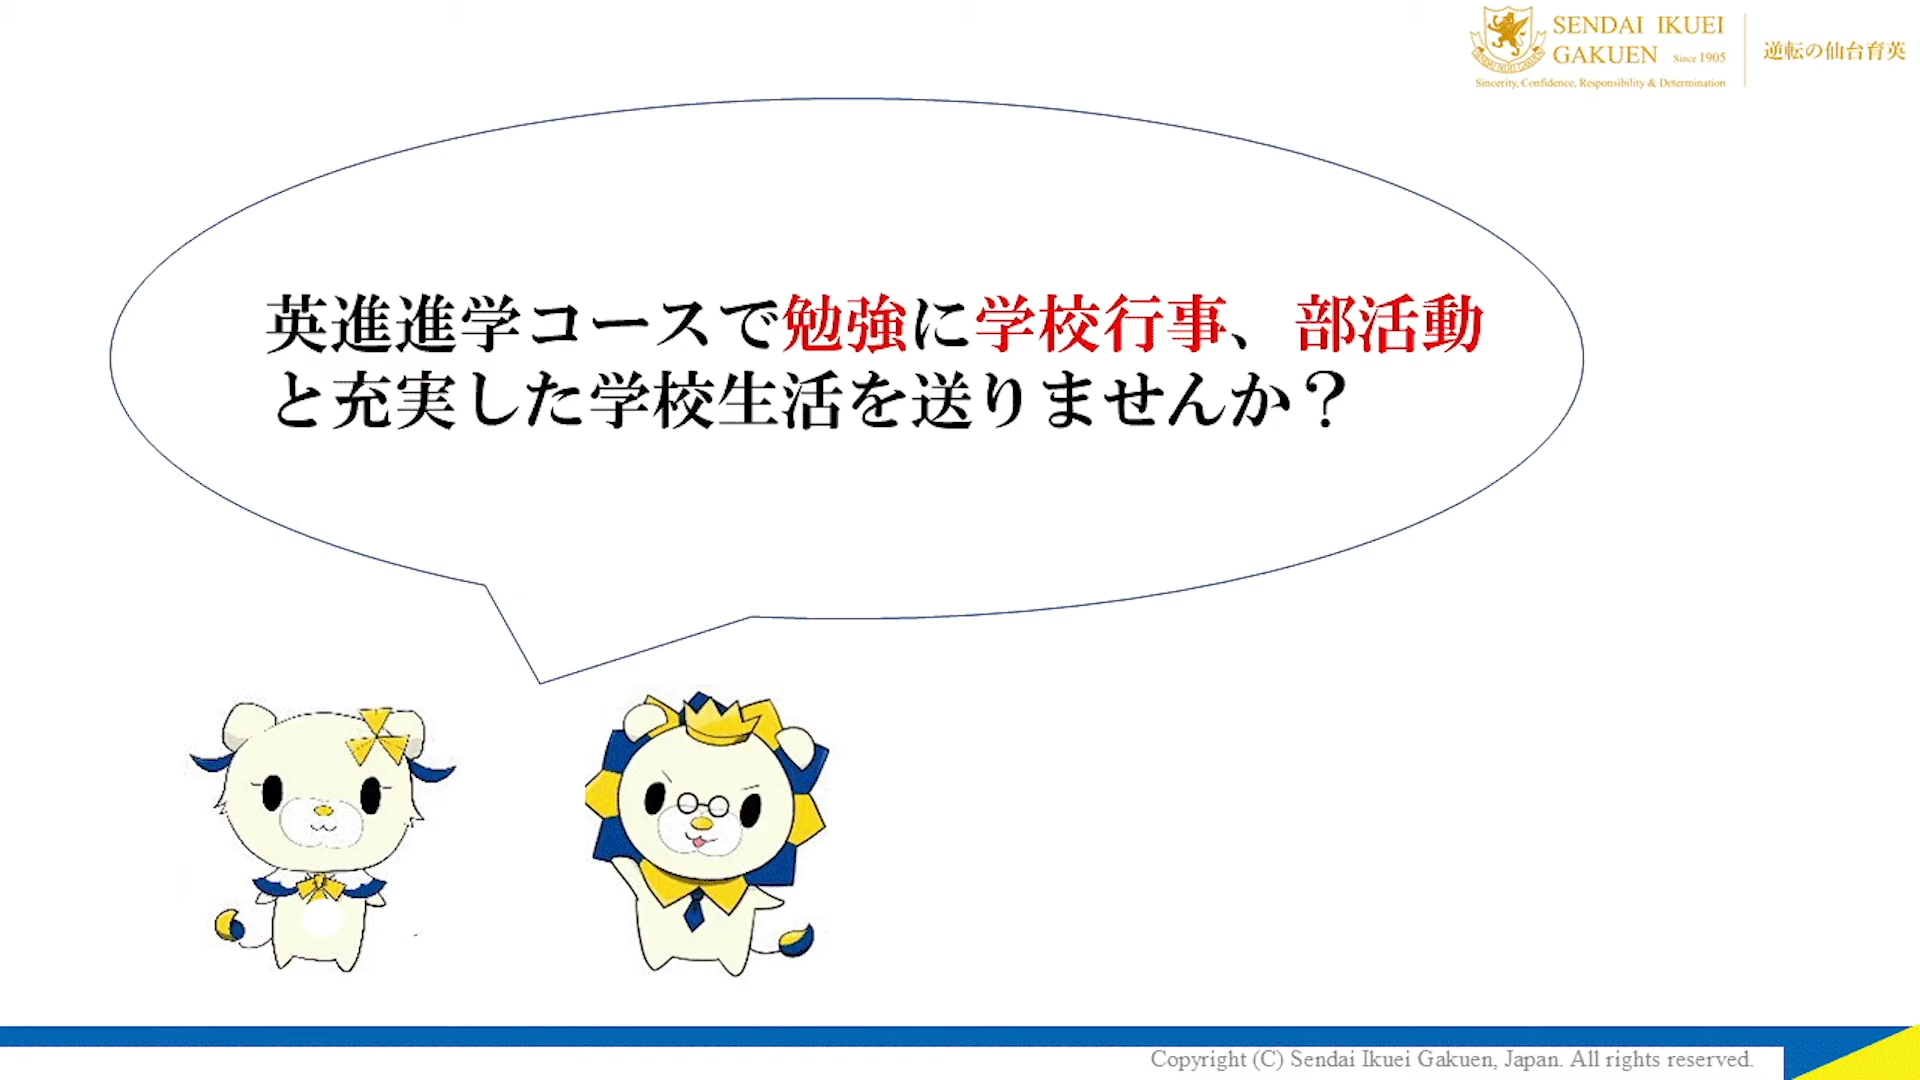 SENDAI IKUEI
GAKUEN Since 1905
Sincerity, Confidence, Responsibility & Determination
逆転の仙台育英
英進進学コースで勉強に学校行事、部活動
と充実した学校生活を送りませんか？
Copyright (C) Sendai Ikuei Gakuen, Japan. All rights reserved.